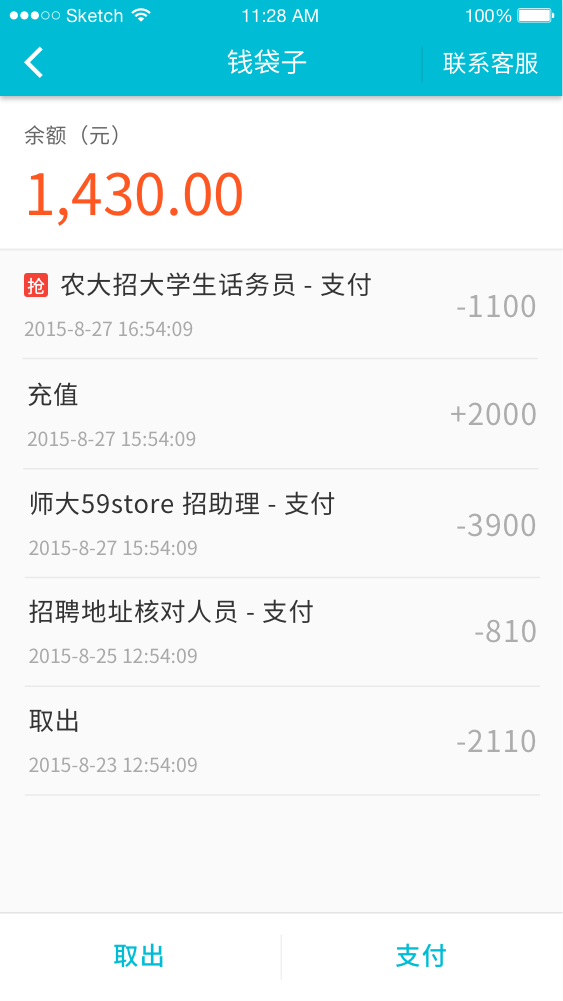 Sketch 11:28 AM 100%
钱袋子 联系客服
余额（元）
1,430.00
抢 农大招大学生话务员 - 支付
-1100
2015-8-27 16:54:09
充值
+2000
2015-8-27 15:54:09
师大59store 招助理 - 支付
-3900
2015-8-27 15:54:09
招聘地址核对人员 - 支付
-810
2015-8-25 12:54:09
取出
-2110
2015-8-23 12:54:09
取出 支付